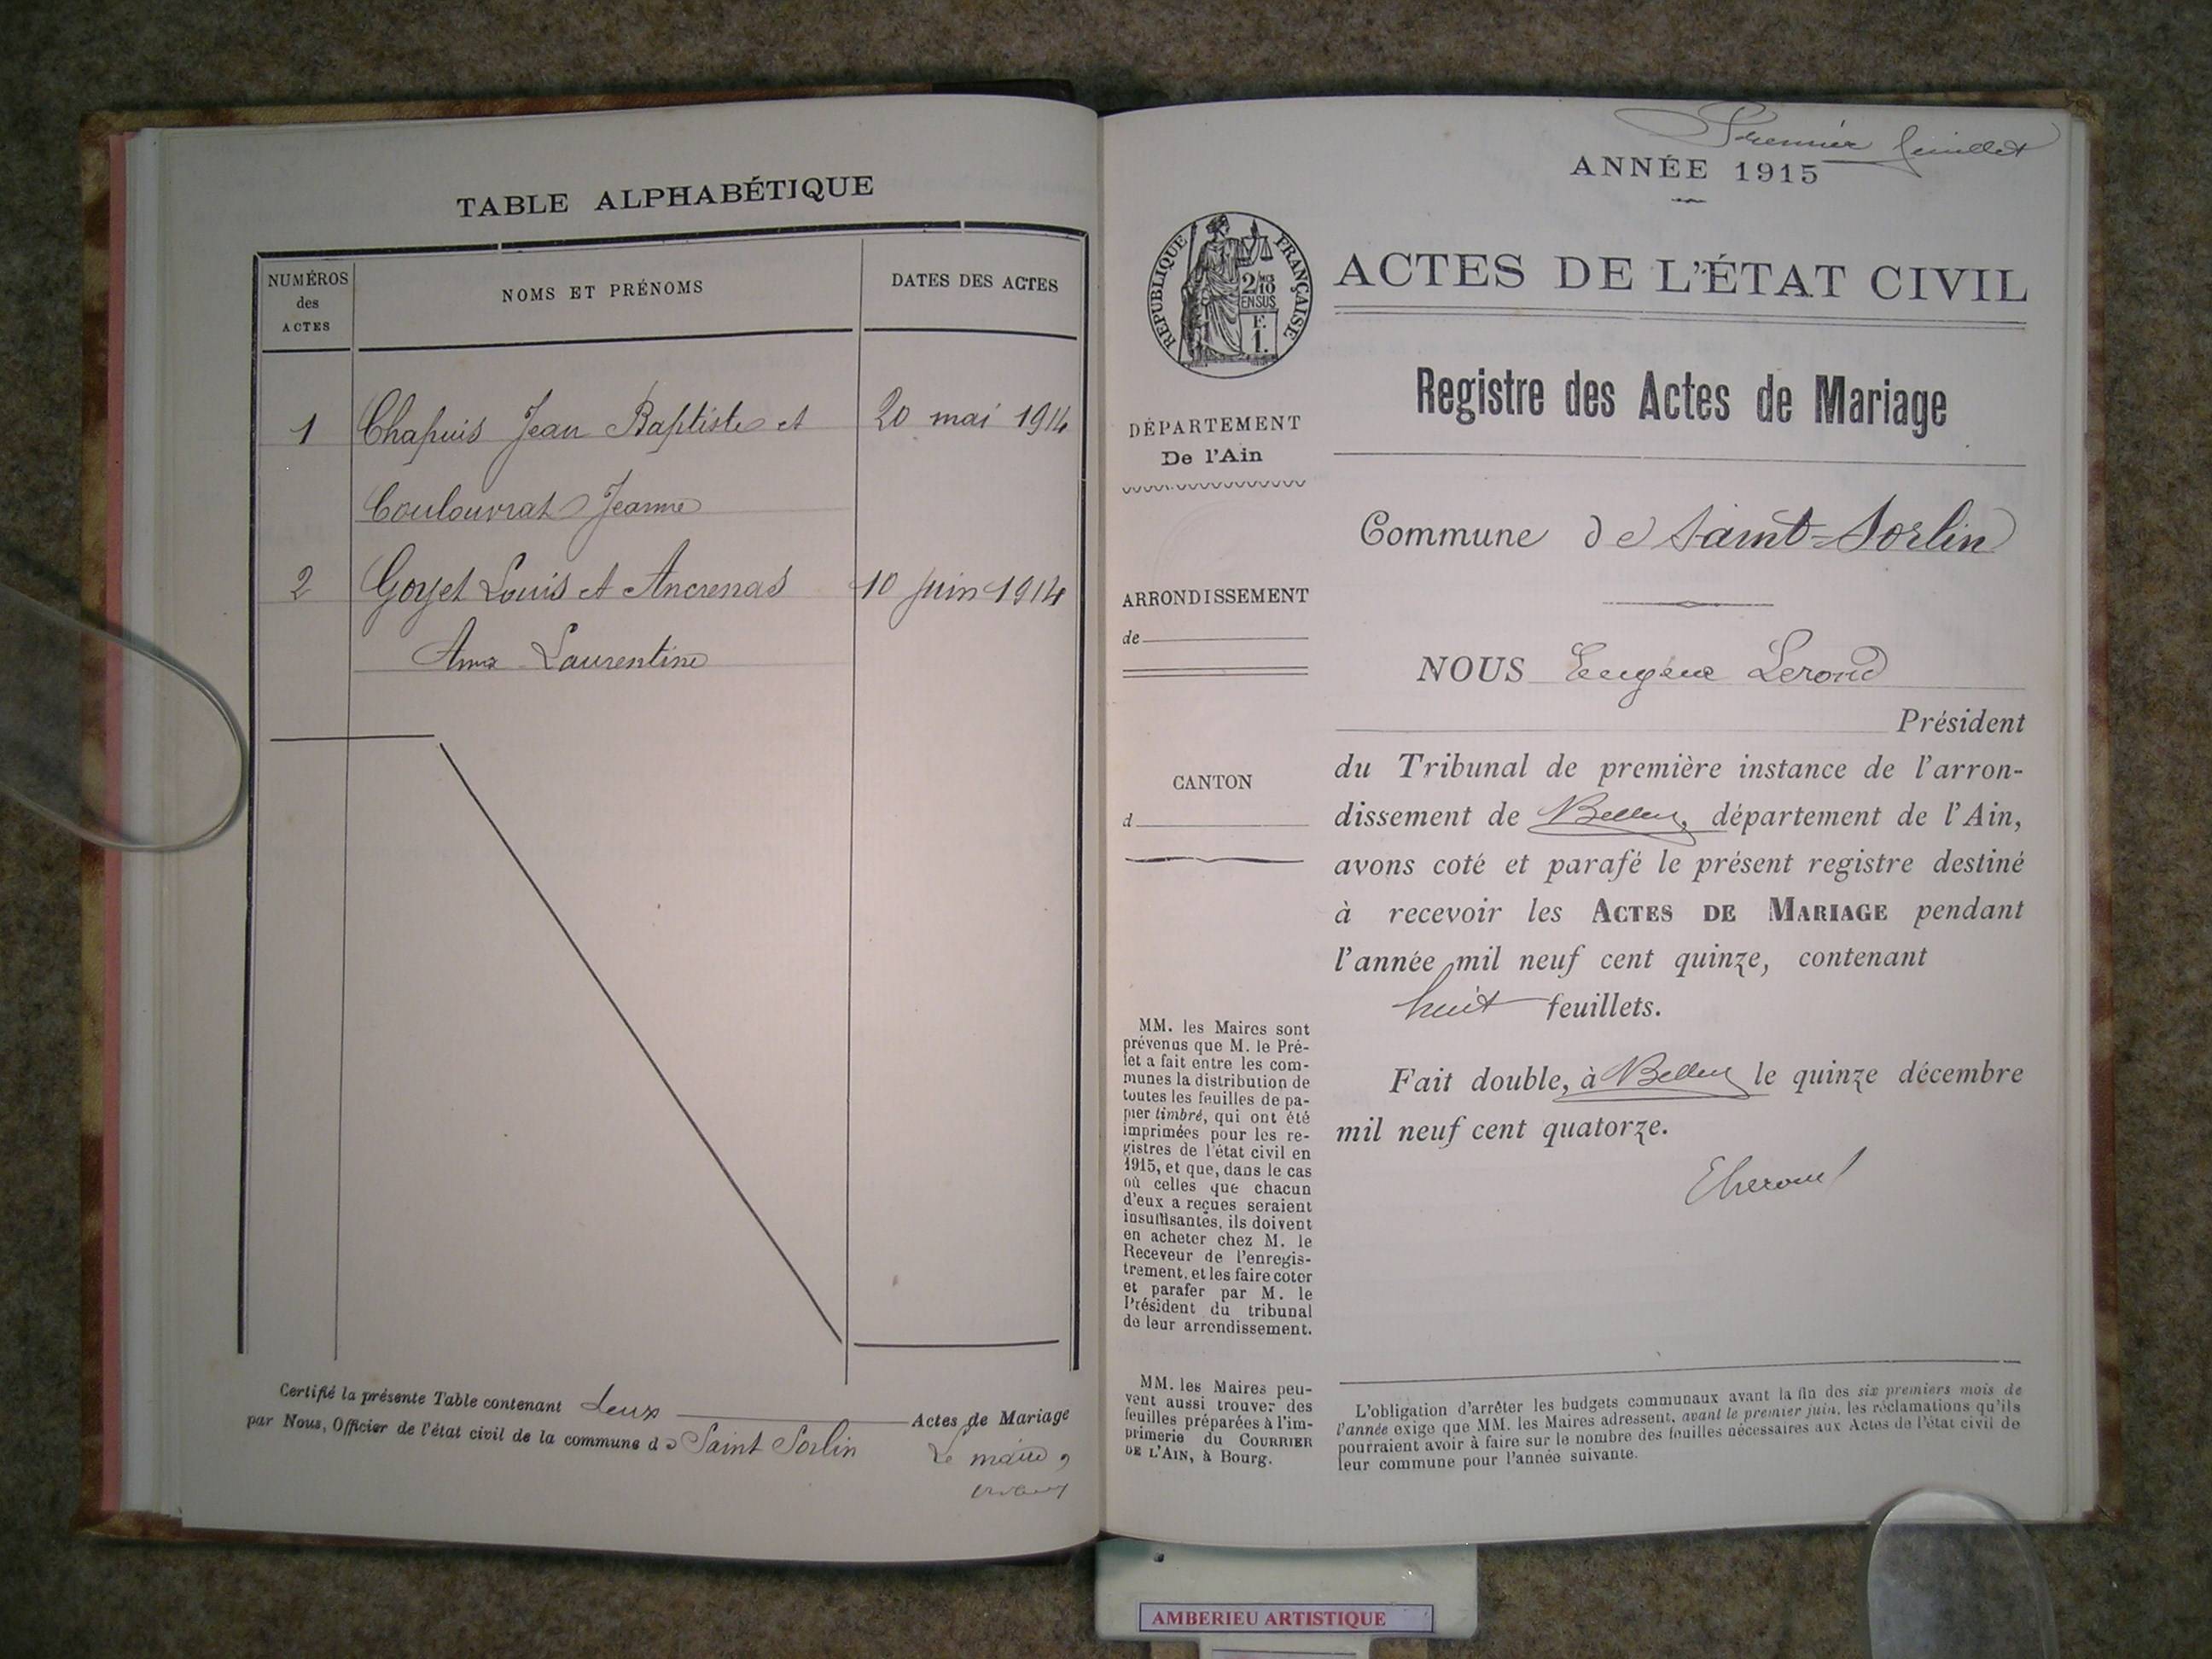 TABLE ALPHABÉTIQUE
NUMÉROS
des
ACTES
NOMS ET PRÉNOMS
DATES DES ACTES
1 Chapuis Jean Baptiste et 20 mai 1914
Coulouvrat Jeanne
2 Goyet Louis et Ancrenas 10 juin 1914
Laurentine
Certifié la présente Table contenant deux Actes de Mariage
par Nous, Officier de l'état civil de la commune de Saint Sorlin
Le maire,
Premier feuillet
ANNÉE 1915
RÉPUBLIQUE FRANÇAISE
2/10
EN SUS
F.
1.
ACTES DE L'ÉTAT CIVIL
Registre des Actes de Mariage
DÉPARTEMENT
De l'Ain
Commune de Saint-Sorlin
ARRONDISSEMENT
de
CANTON
d
NOUS Eugène Lerond
Président
du Tribunal de première instance de l'arron-
dissement de Belley, département de l'Ain,
avons coté et parafé le présent registre destiné
à recevoir les ACTES DE MARIAGE pendant
l'année mil neuf cent quinze, contenant
huit feuillets.
Fait double, à Belley le quinze décembre
mil neuf cent quatorze.
MM. les Maires sont
prévenus que M. le Pré-
fet a fait entre les com-
munes la distribution de
toutes les feuilles de pa-
pier timbré, qui ont été
imprimées pour les re-
gistres de l'état civil en
1915, et que, dans le cas
où celles que chacun
d'eux a reçues seraient
insuffisantes, ils doivent
en acheter chez M. le
Receveur de l'enregis-
trement, et les faire coter
et parafer par M. le
Président du tribunal
de leur arrondissement.
MM. les Maires peu-
vent aussi trouver des
feuilles préparées à l'im-
primerie du COURRIER
DE L'AIN, à Bourg.
L'obligation d'arrêter les budgets communaux avant la fin des six premiers mois de
l'année exige que MM. les Maires adressent, avant le premier juin, les réclamations qu'ils
pourraient avoir à faire sur le nombre des feuilles nécessaires aux Actes de l'état civil de
leur commune pour l'année suivante.
AMBERIEU ARTISTIQUE